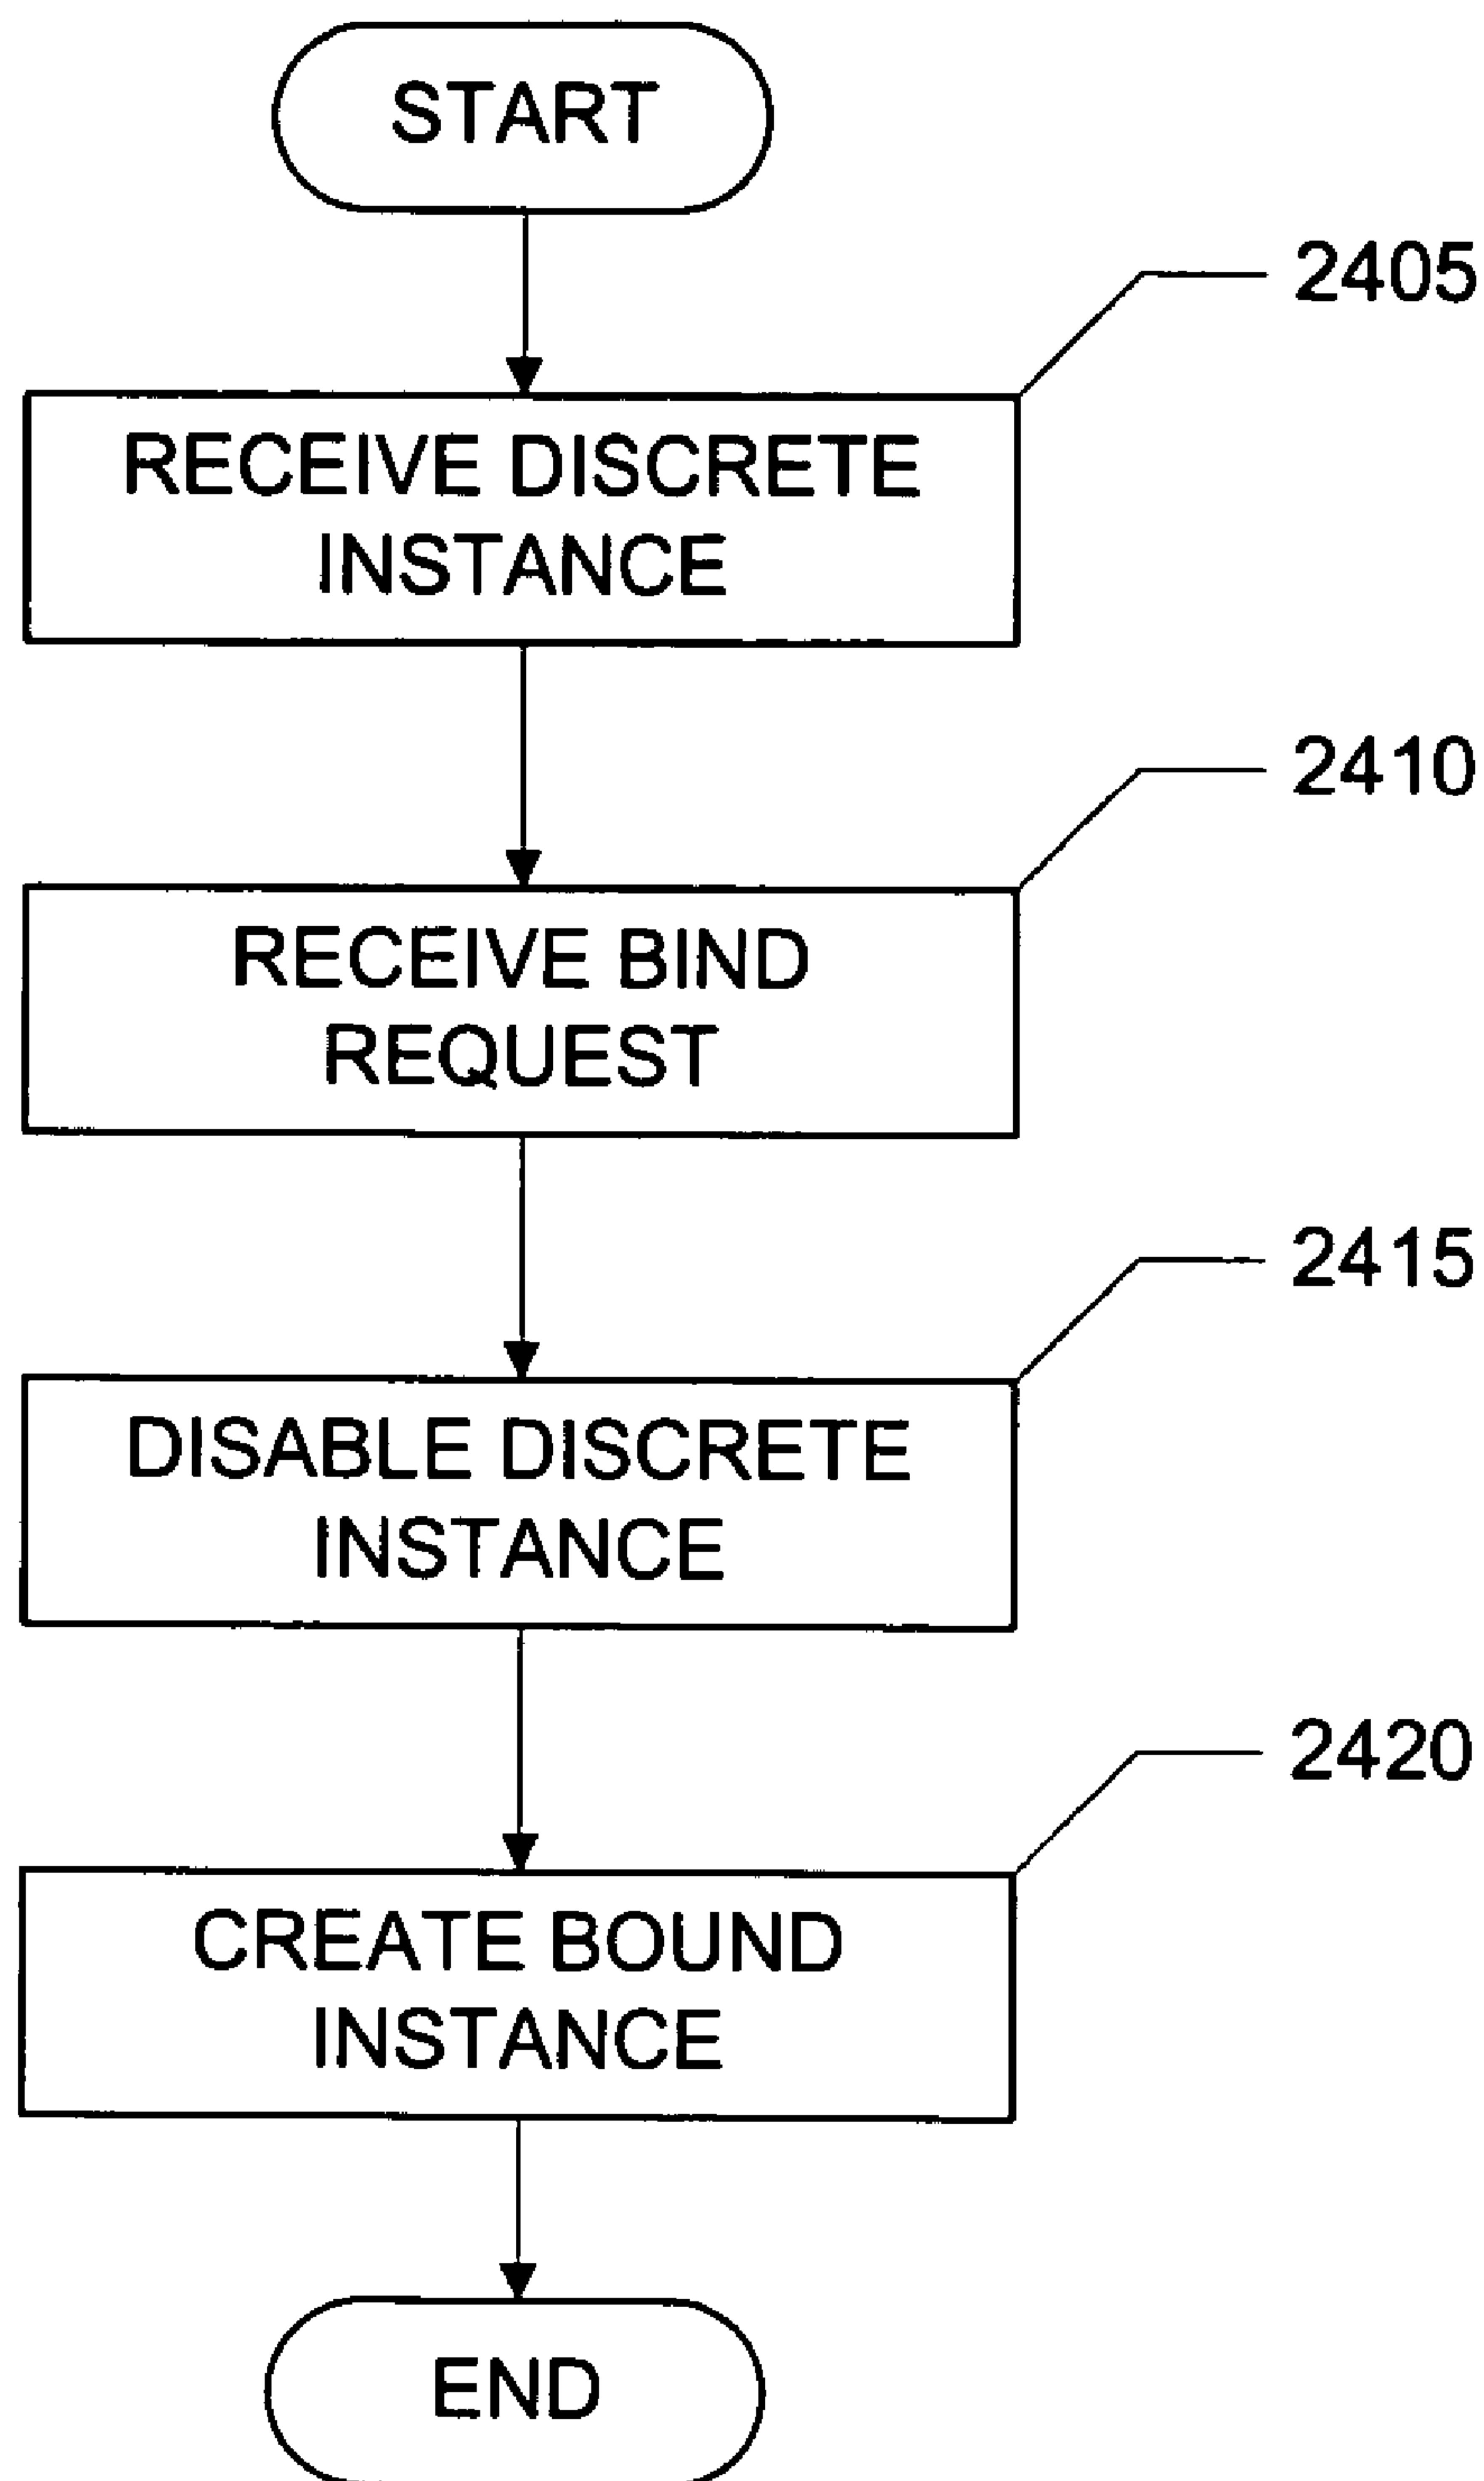 START
2405
RECEIVE DISCRETE
INSTANCE
2410
RECEIVE BIND
REQUEST
2415
DISABLE DISCRETE
INSTANCE
2420
CREATE BOUND
INSTANCE
END